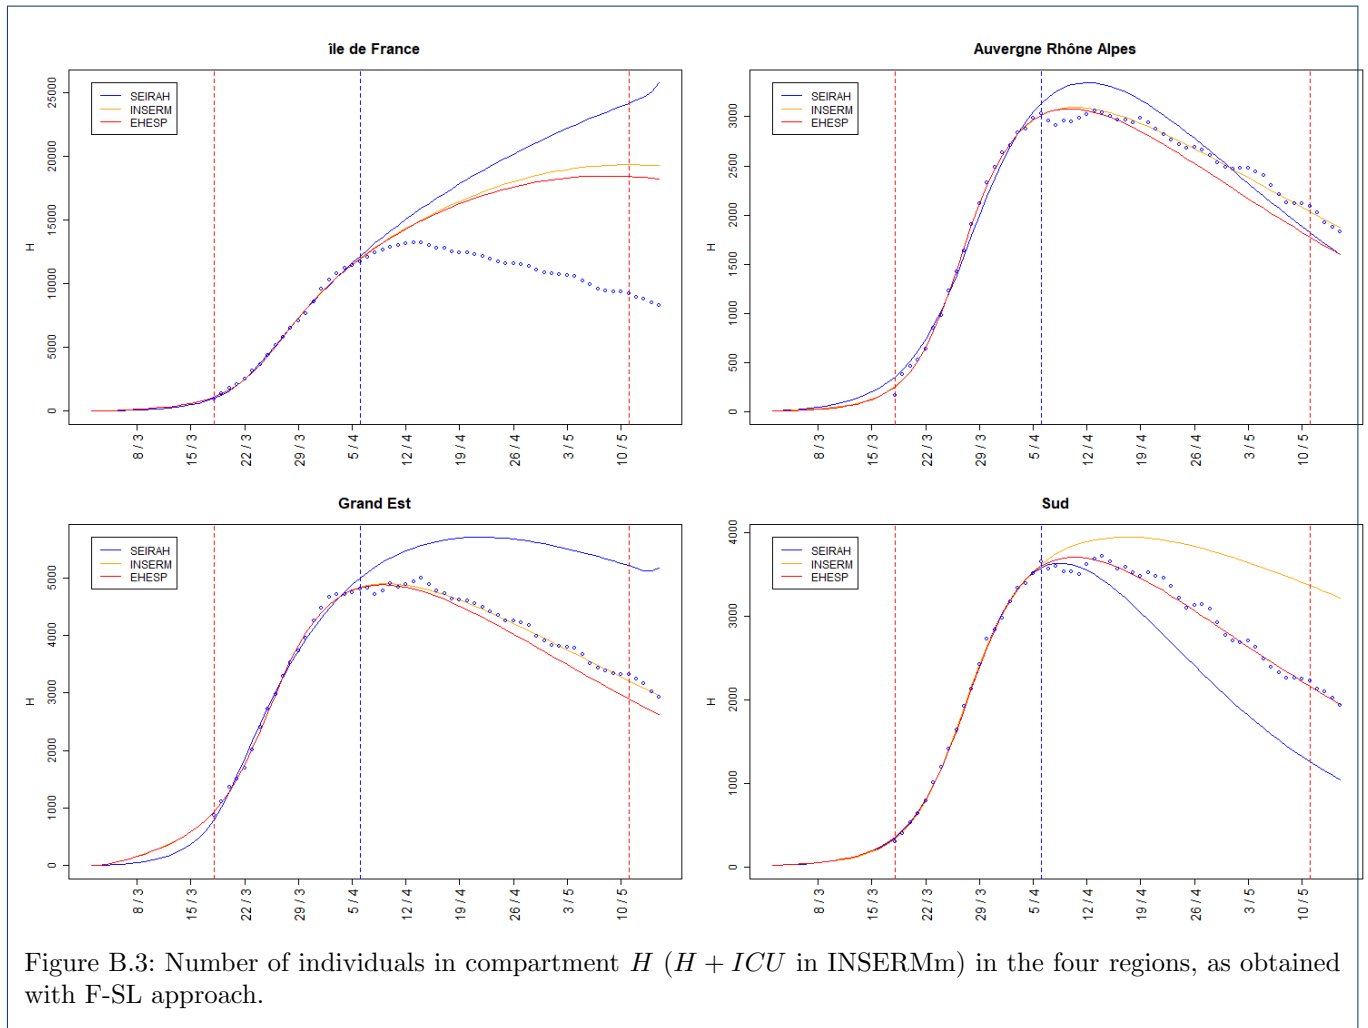 île de France
SEIRAH
INSERM
EHESP
H
0
5000
10000
15000
20000
25000
8 / 3
15 / 3
22 / 3
29 / 3
5 / 4
12 / 4
19 / 4
26 / 4
3 / 5
10 / 5
Auvergne Rhône Alpes
SEIRAH
INSERM
EHESP
H
0
500
1000
1500
2000
2500
3000
8 / 3
15 / 3
22 / 3
29 / 3
5 / 4
12 / 4
19 / 4
26 / 4
3 / 5
10 / 5
Grand Est
SEIRAH
INSERM
EHESP
H
0
1000
2000
3000
4000
5000
8 / 3
15 / 3
22 / 3
29 / 3
5 / 4
12 / 4
19 / 4
26 / 4
3 / 5
10 / 5
Sud
SEIRAH
INSERM
EHESP
H
0
1000
2000
3000
4000
8 / 3
15 / 3
22 / 3
29 / 3
5 / 4
12 / 4
19 / 4
26 / 4
3 / 5
10 / 5
Figure B.3: Number of individuals in compartment H (H + ICU in INSERMm) in the four regions, as obtained
with F-SL approach.